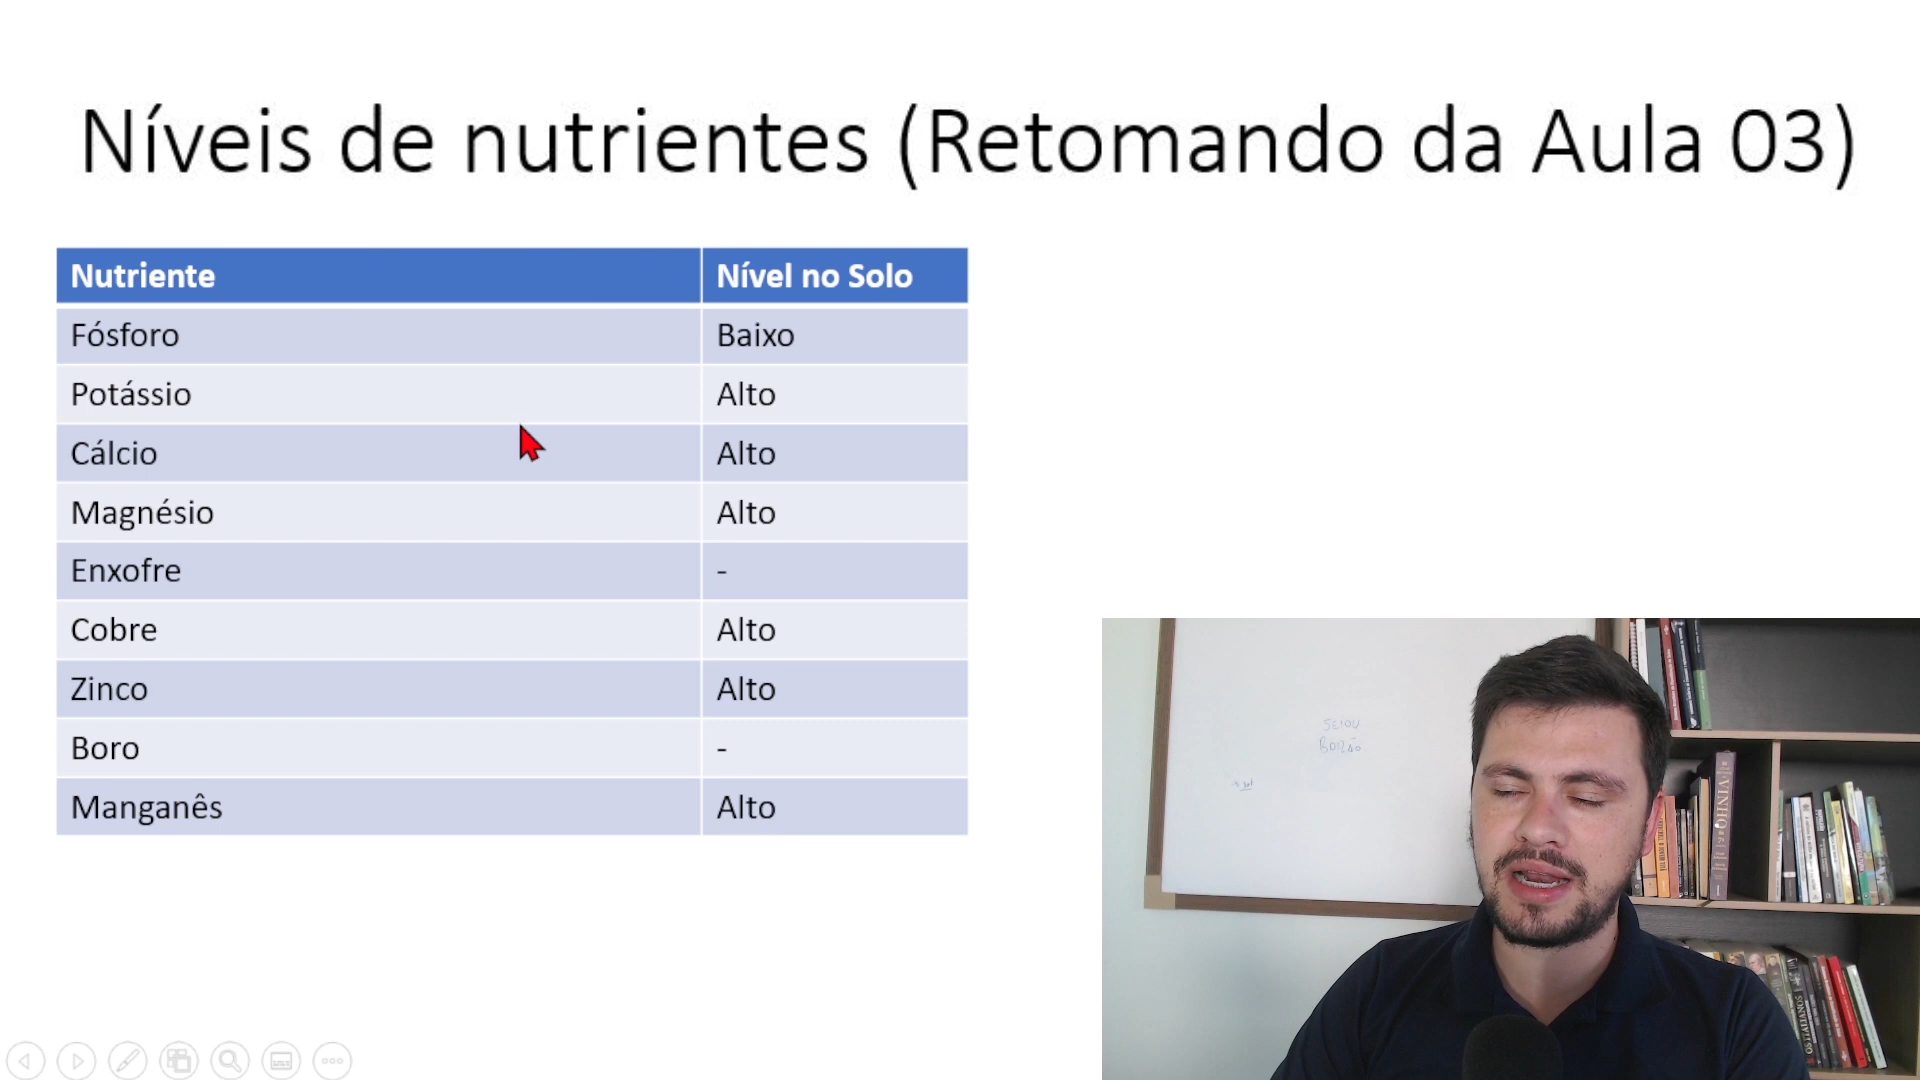 Níveis de nutrientes (Retomando da Aula 03)
Nutriente Nível no Solo
Fósforo Baixo
Potássio Alto
Cálcio Alto
Magnésio Alto
Enxofre -
Cobre Alto
Zinco Alto
Boro -
Manganês Alto
VINHO